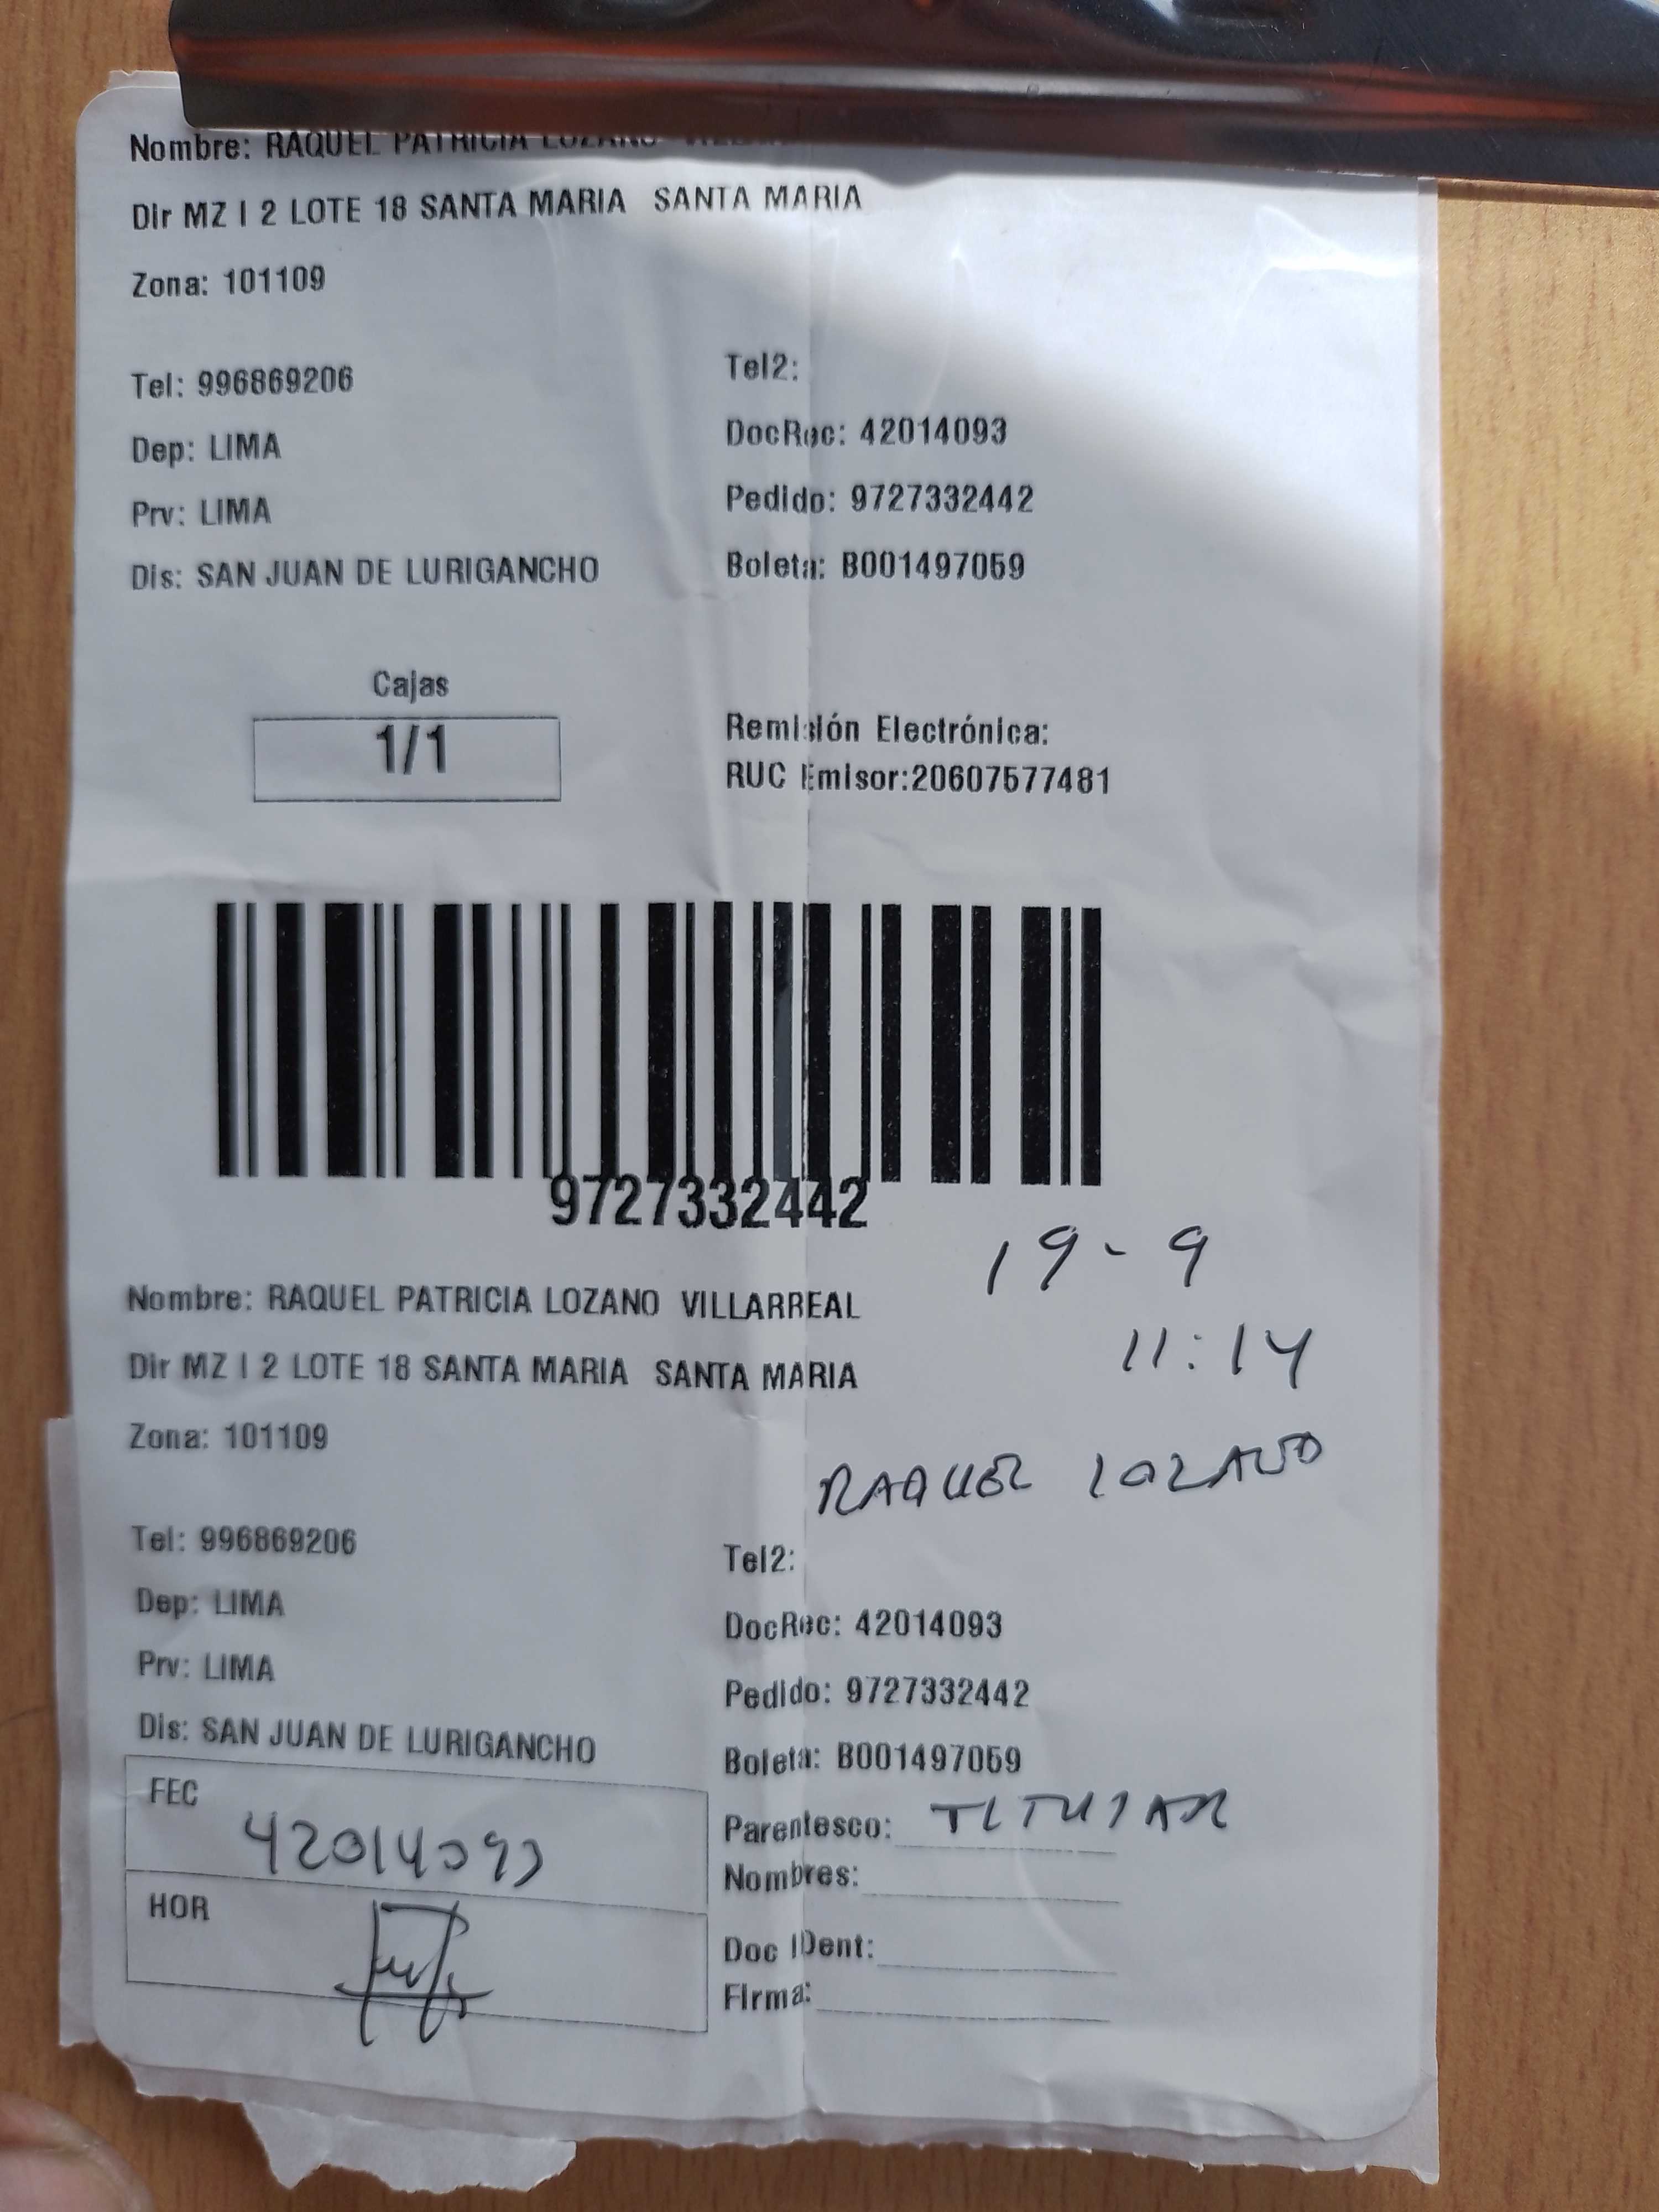 Nombre: RAQUEL PATRICIA LOZANO
Dir MZ I 2 LOTE 18 SANTA MARIA SANTA MARIA
Zona: 101109
Tel: 996869206
Tel2:
Dep: LIMA
DocRec: 42014093
Prv: LIMA
Pedido: 9727332442
Dis: SAN JUAN DE LURIGANCHO
Boleta: B001497059
Cajas
1/1
Remisión Electrónica:
RUC Emisor:20607577481
9727332442
19-9
Nombre: RAQUEL PATRICIA LOZANO VILLARREAL
11:14
Dir MZ I 2 LOTE 18 SANTA MARIA SANTA MARIA
Zona: 101109
RAQUEL LOZANO
Tel: 996869206
Tel2:
Dep: LIMA
DocRec: 42014093
Prv: LIMA
Pedido: 9727332442
Dis: SAN JUAN DE LURIGANCHO
Boleta: B001497059
FEC
42014093
Parentesco: TITULAR
Nombres:
HOR
Doc IDent:
Firma: